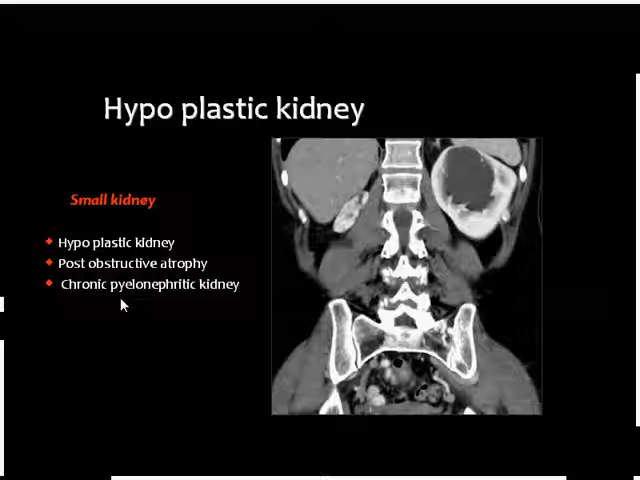 Hypo plastic kidney
Small kidney
Hypo plastic kidney
Post obstructive atrophy
Chronic pyelonephritic kidney